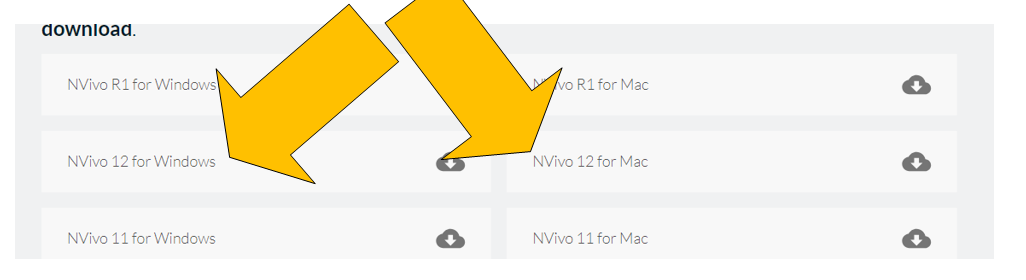 download.
NVivo R1 for Windows
NVivo R1 for Mac
NVivo 12 for Windows
NVivo 12 for Mac
NVivo 11 for Windows
NVivo 11 for Mac